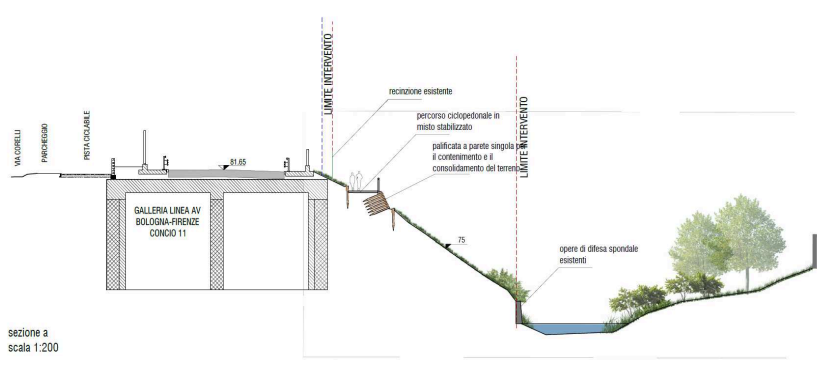 VIA CORELLI
PARCHEGGIO
PISTA CICLABILE
81.65
GALLERIA LINEA AV
BOLOGNA-FIRENZE
CONCIO 11
LIMITE INTERVENTO
recinzione esistente
percorso ciclopedonale in
misto stabilizzato
palificata a parete singola per
il contenimento e il
consolidamento del terreno
LIMITE INTERVENTO
75
opere di difesa spondale
esistenti
sezione a
scala 1:200